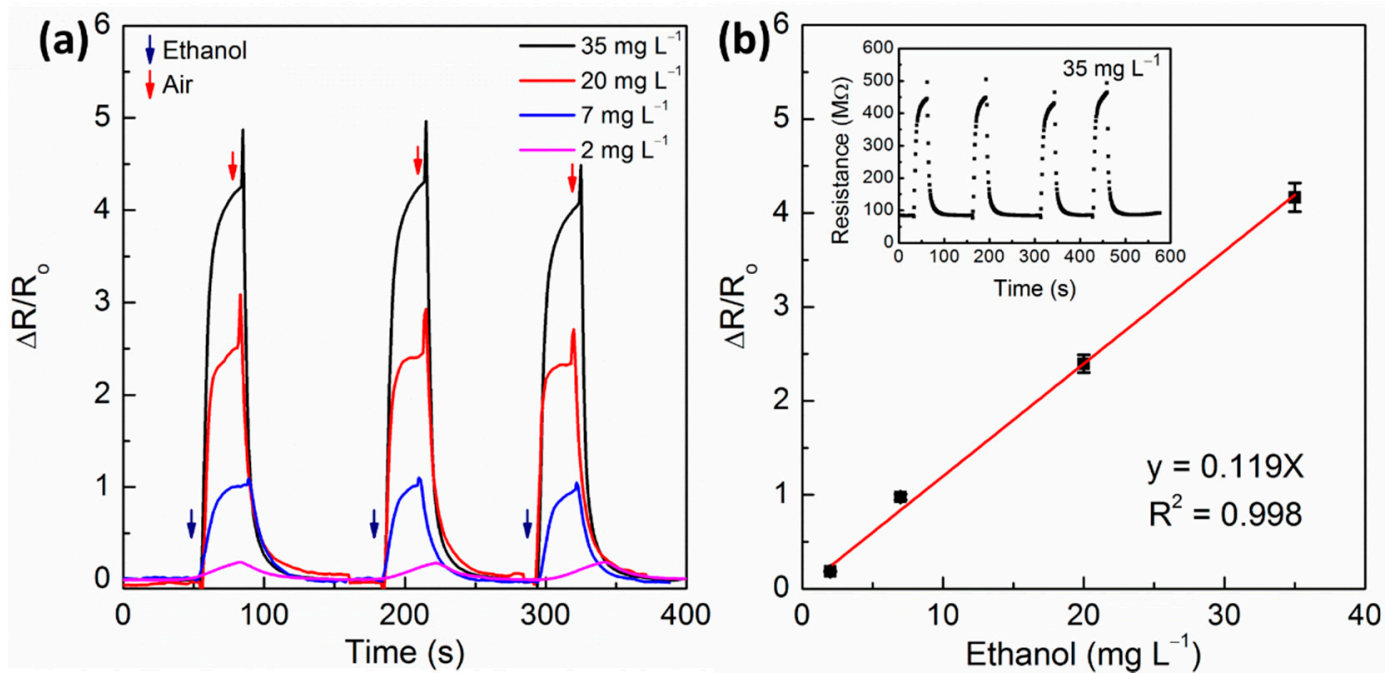 (a)
Ethanol
Air
35 mg L⁻¹
20 mg L⁻¹
7 mg L⁻¹
2 mg L⁻¹
6
5
4
3
2
1
0
ΔR/Rₒ
0 100 200 300 400
Time (s)
(b)
35 mg L⁻¹
600
500
400
300
200
100
0
Resistance (MΩ)
0 100 200 300 400 500 600
Time (s)
6
5
4
3
2
1
0
ΔR/Rₒ
y = 0.119X
R² = 0.998
0 10 20 30 40
Ethanol (mg L⁻¹)